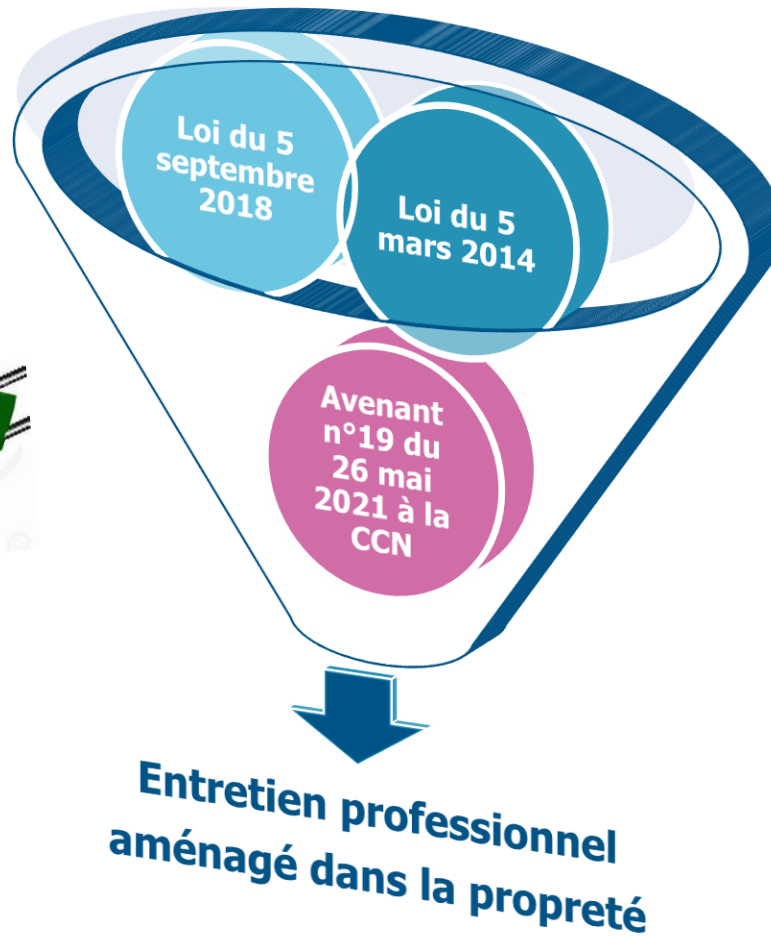 Loi du 5
septembre
2018
Loi du 5
mars 2014
Avenant
n°19 du
26 mai
2021 à la
CCN
Entretien professionnel
aménagé dans la propreté